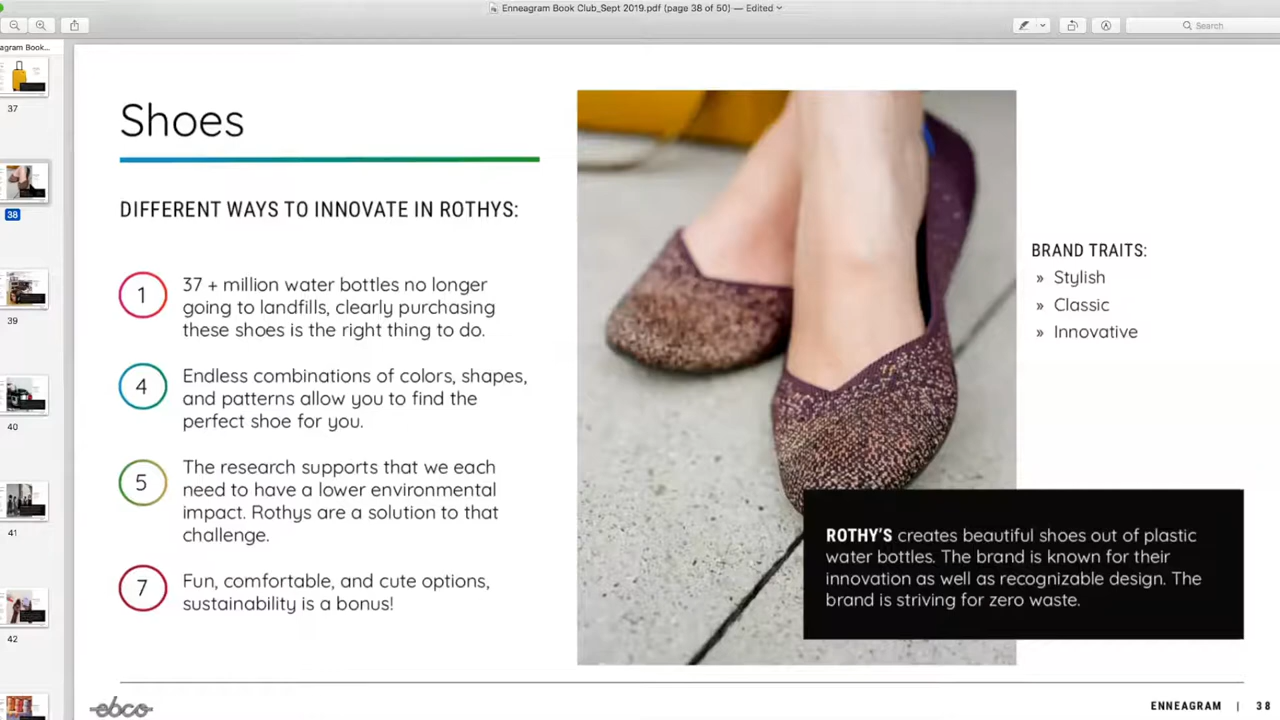 Enneagram Book Club_Sept 2019.pdf (page 38 of 50) — Edited
Search
agram Book...
37
38
39
40
41
42
Shoes
DIFFERENT WAYS TO INNOVATE IN ROTHYS:
1
37 + million water bottles no longer
going to landfills, clearly purchasing
these shoes is the right thing to do.
4
Endless combinations of colors, shapes,
and patterns allow you to find the
perfect shoe for you.
5
The research supports that we each
need to have a lower environmental
impact. Rothys are a solution to that
challenge.
7
Fun, comfortable, and cute options,
sustainability is a bonus!
BRAND TRAITS:
» Stylish
» Classic
» Innovative
ROTHY'S creates beautiful shoes out of plastic
water bottles. The brand is known for their
innovation as well as recognizable design. The
brand is striving for zero waste.
ebco
ENNEAGRAM | 38